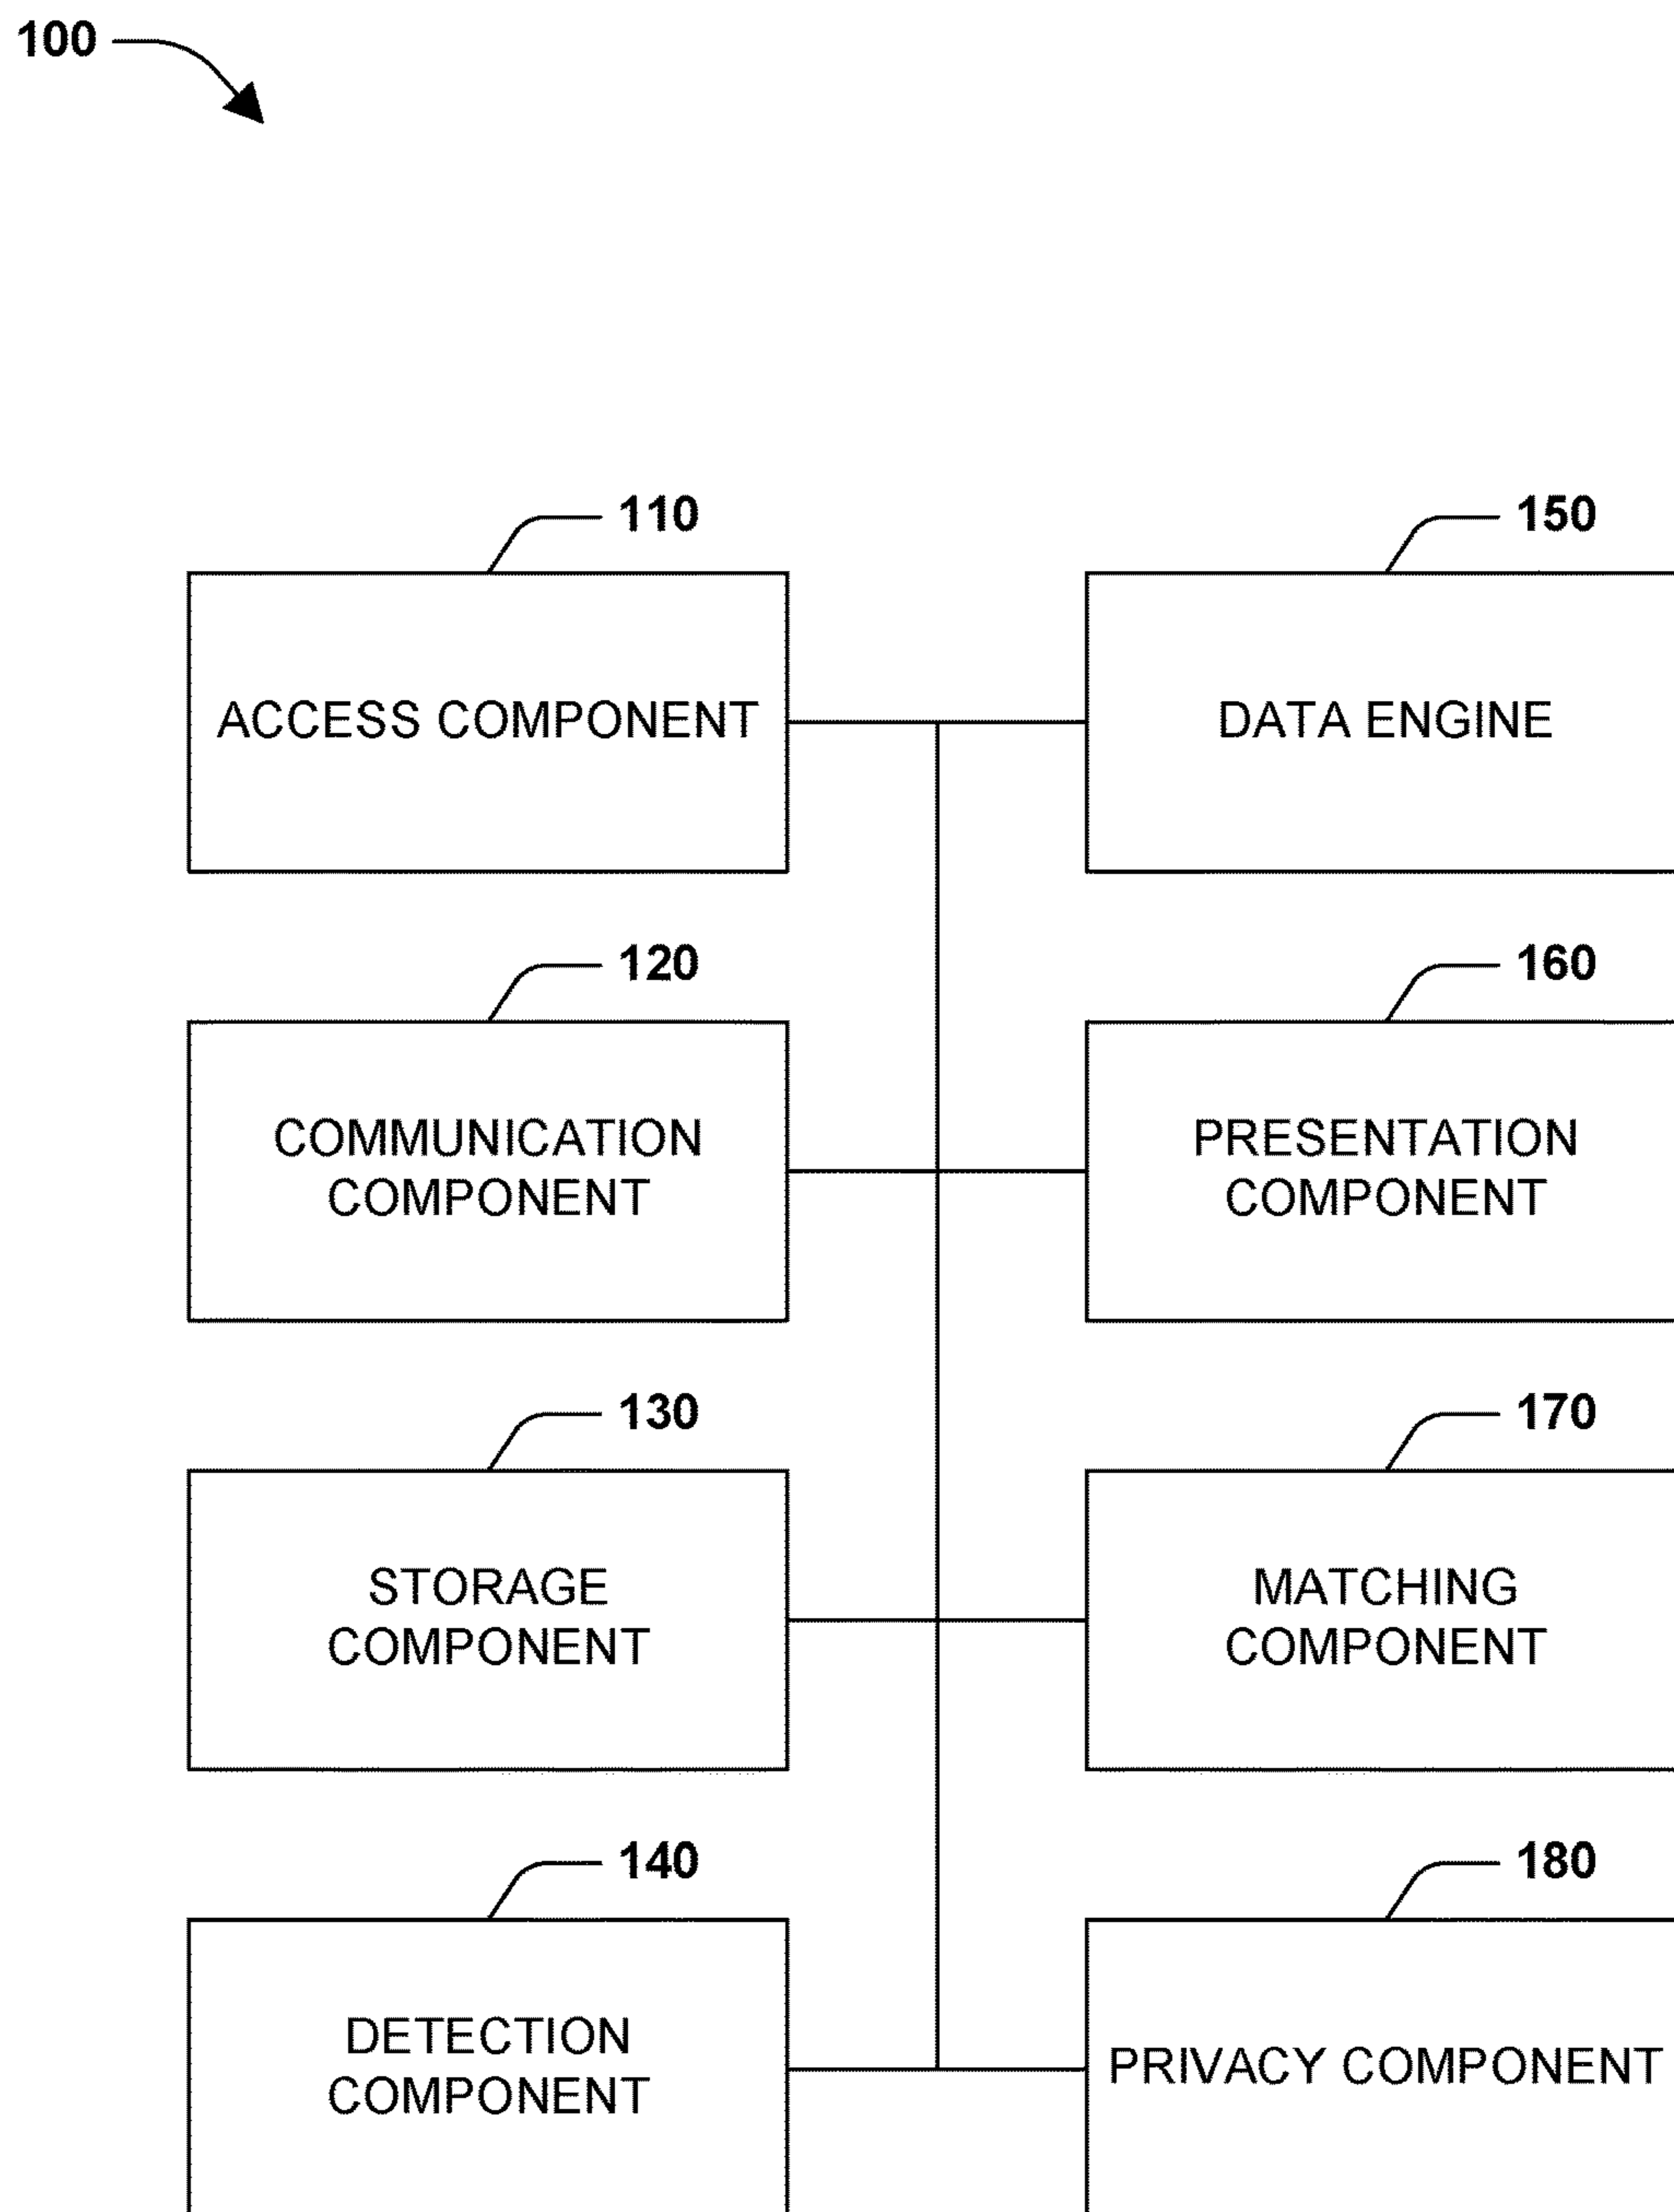 100
110
150
ACCESS COMPONENT
DATA ENGINE
120
160
COMMUNICATION
COMPONENT
PRESENTATION
COMPONENT
130
170
STORAGE
COMPONENT
MATCHING
COMPONENT
140
180
DETECTION
COMPONENT
PRIVACY COMPONENT